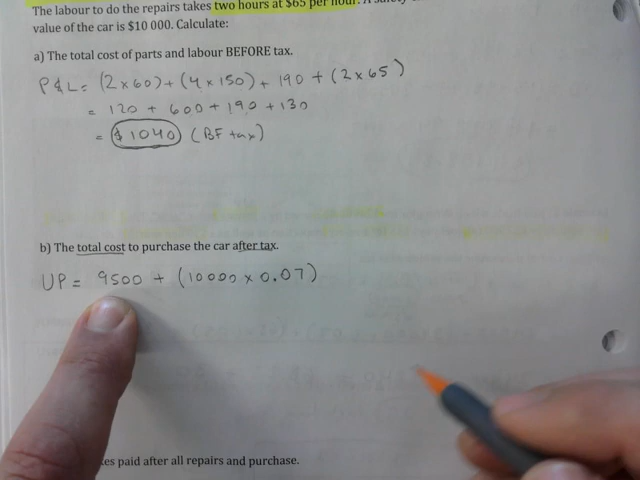 The labour to do the repairs takes two hours at $65 per hour. A safety
value of the car is $10 000. Calculate:
a) The total cost of parts and labour BEFORE tax.
P & L = (2 x 60) + (4 x 150) + 190 + (2 x 65)
= 120 + 600 + 190 + 130
= $1040 (BF tax)
b) The total cost to purchase the car after tax.
UP = 9500 + (10000 x 0.07)
es paid after all repairs and purchase.